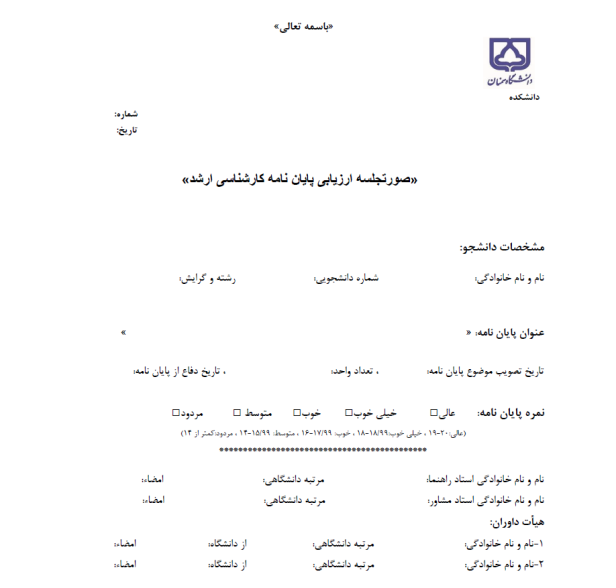 «باسمه تعالی»
دانشگاه سمنان
دانشکده
شماره:
تاریخ:
«صورتجلسه ارزیابی پایان نامه کارشناسی ارشد»
مشخصات دانشجو:
نام و نام خانوادگی: شماره دانشجویی: رشته و گرایش:
عنوان پایان نامه: « »
تاریخ تصویب موضوع پایان نامه: ، تعداد واحد: ، تاریخ دفاع از پایان نامه:
نمره پایان نامه: عالی□ خیلی خوب□ خوب□ متوسط □ مردود□
(عالی:۲۰-۱۹ ، خیلی خوب:۱۸/۹۹-۱۸ ، خوب: ۱۷/۹۹-۱۶ ، متوسط: ۱۵/۹۹-۱۴ ، مردود:کمتر از ۱۴)
******************************************
نام و نام خانوادگی استاد راهنما: مرتبه دانشگاهی: امضاء:
نام و نام خانوادگی استاد مشاور: مرتبه دانشگاهی: امضاء:
هیأت داوران:
۱-نام و نام خانوادگی: مرتبه دانشگاهی: از دانشگاه: امضاء:
۲-نام و نام خانوادگی: مرتبه دانشگاهی: از دانشگاه: امضاء: